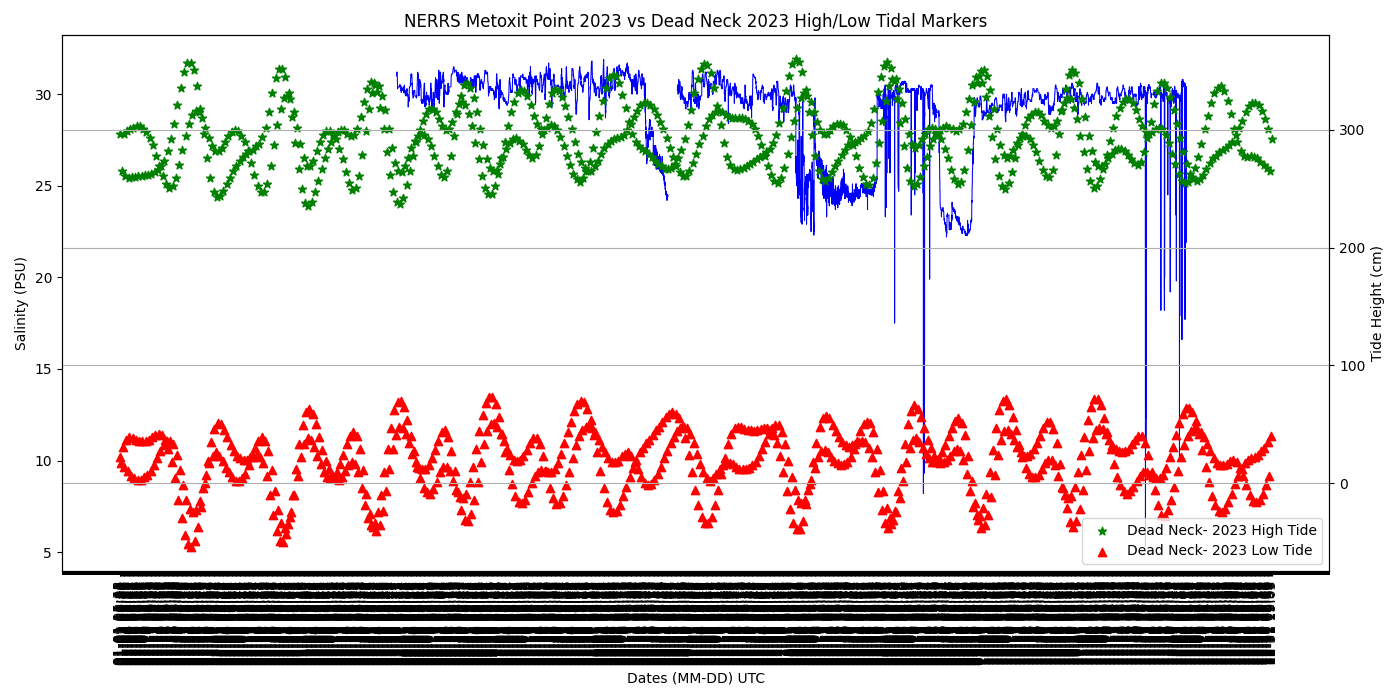 NERRS Metoxit Point 2023 vs Dead Neck 2023 High/Low Tidal Markers
30
25
20
15
10
5
Salinity (PSU)
300
200
100
0
Tide Height (cm)
Dead Neck- 2023 High Tide
Dead Neck- 2023 Low Tide
Dates (MM-DD) UTC